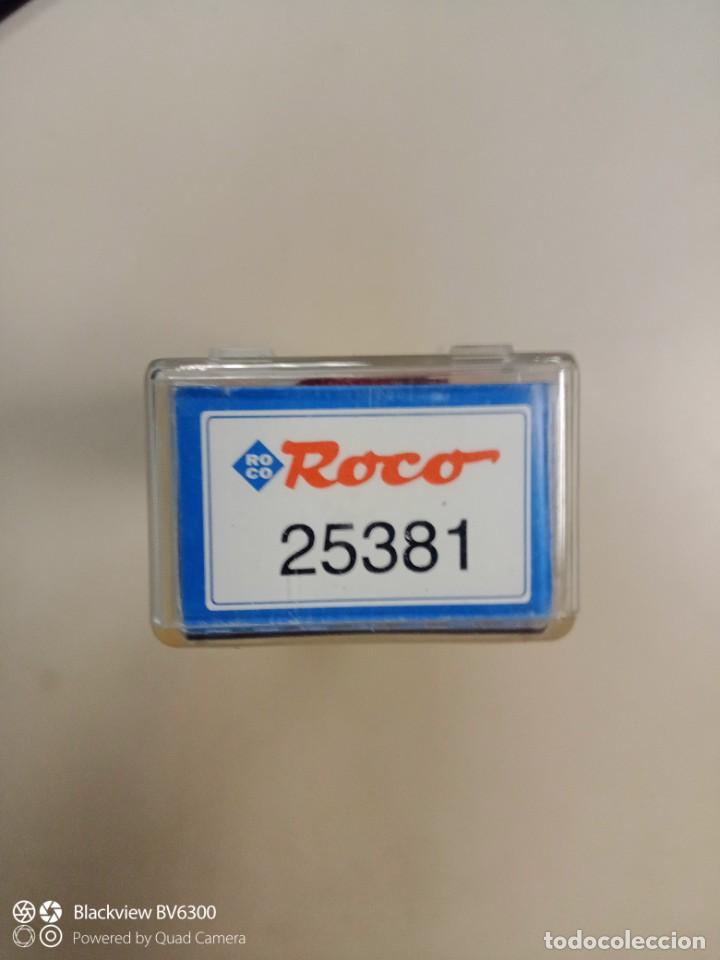 RO
CO
Roco
25381
Blackview BV6300
Powered by Quad Camera
todocoleccion